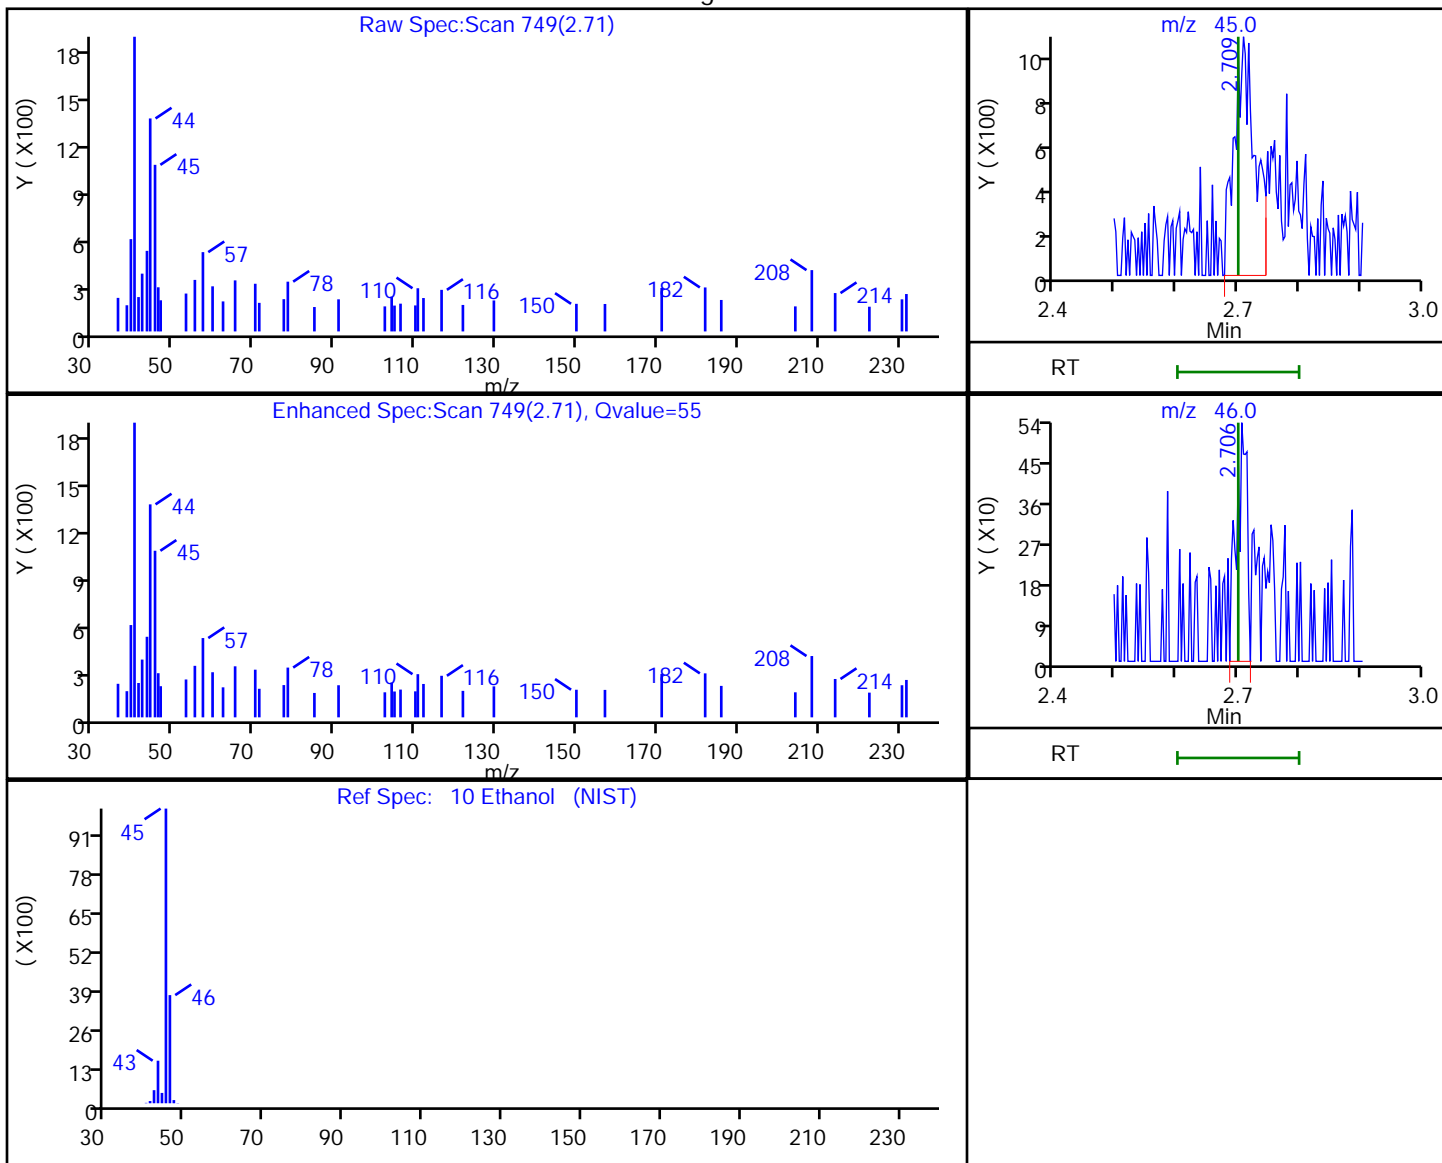 Raw Spec:Scan 749(2.71)
Y ( X100)
18
15
12
9
6
3
0
44
45
57
78
110
116
150
182
208
214
30 50 70 90 110 130 150 170 190 210 230
m/z
m/z 45.0
Y ( X100)
10
8
6
4
2
0
2.709
2.4 2.7 3.0
Min
RT
Enhanced Spec:Scan 749(2.71), Qvalue=55
Y ( X100)
18
15
12
9
6
3
0
44
45
57
78
110
116
150
182
208
214
30 50 70 90 110 130 150 170 190 210 230
m/z
m/z 46.0
Y ( X10)
54
45
36
27
18
9
0
2.706
2.4 2.7 3.0
Min
RT
Ref Spec: 10 Ethanol (NIST)
( X100)
91
78
65
52
39
26
13
0
45
46
43
30 50 70 90 110 130 150 170 190 210 230